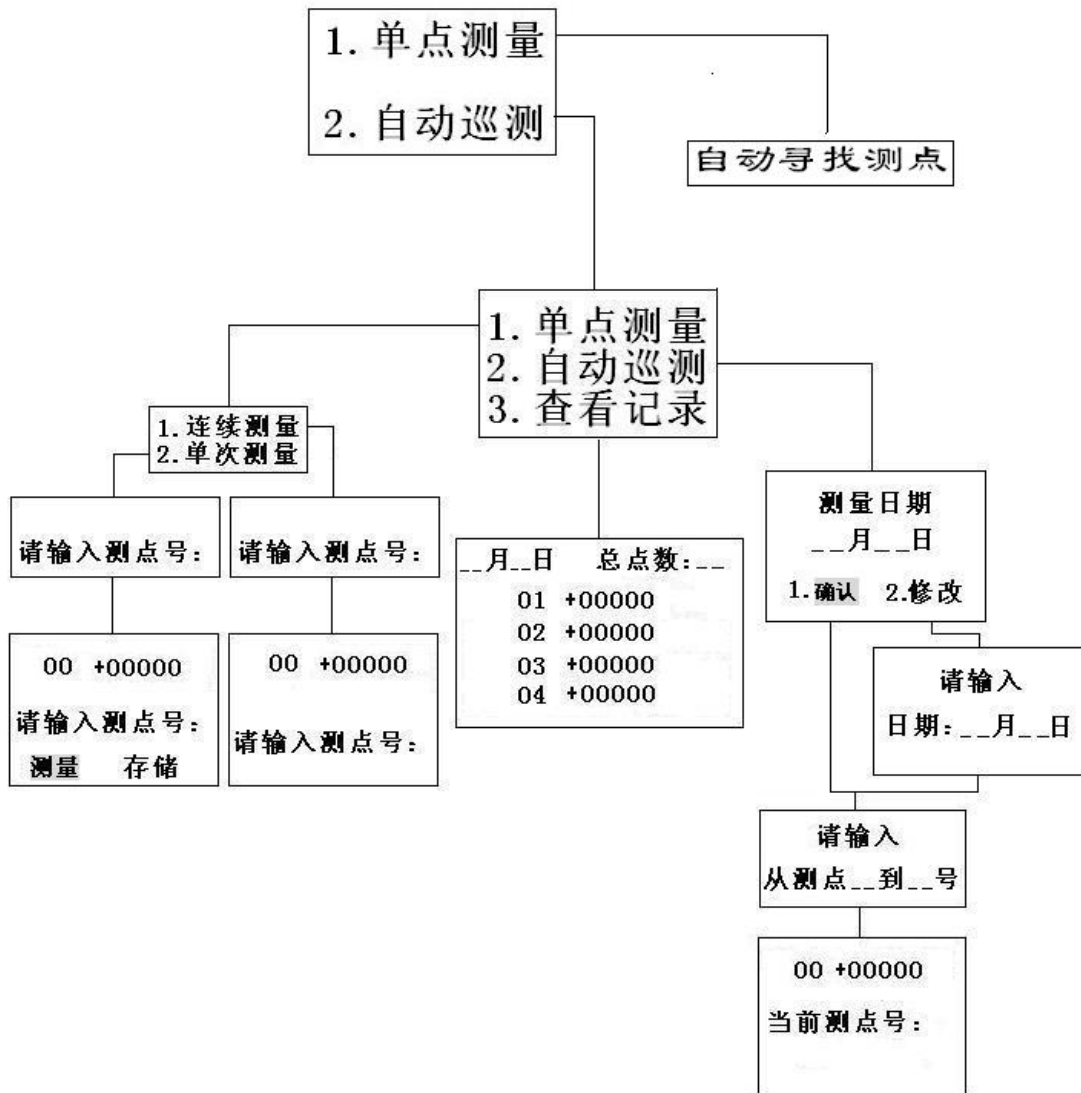 1. 单点测量
2. 自动巡测
自动寻找测点
1. 单点测量
2. 自动巡测
3. 查看记录
1.连续测量
2.单次测量
请输入测点号:
请输入测点号:
00 +00000
请输入测点号:
测量 存储
00 +00000
请输入测点号:
__月__日 总点数:__
01 +00000
02 +00000
03 +00000
04 +00000
测量日期
__月__日
1.确认 2.修改
请输入
日期:__月__日
请输入
从测点__到__号
00 +00000
当前测点号: